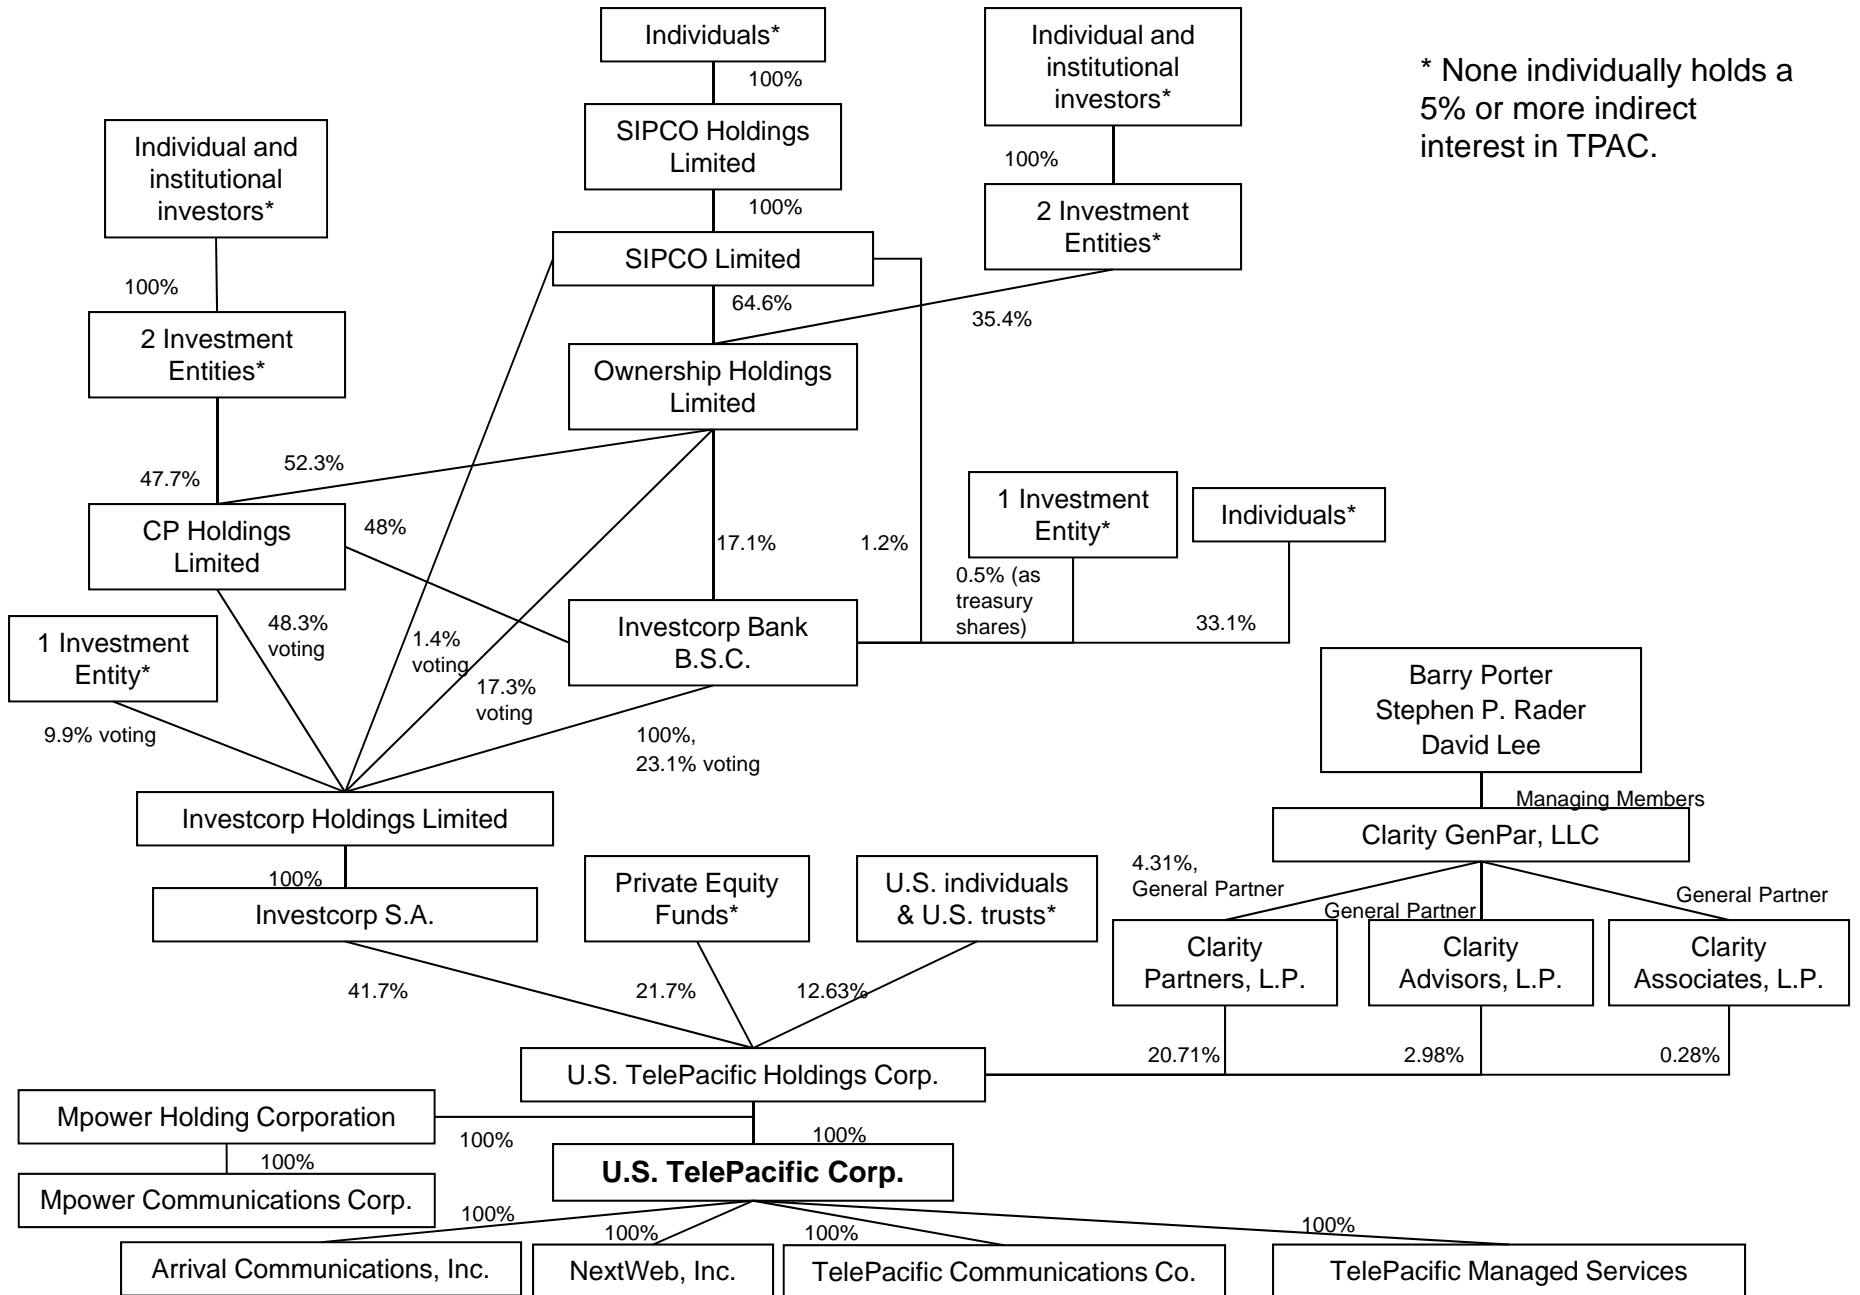 Individuals*
Individual and
institutional
investors*
* None individually holds a
5% or more indirect
interest in TPAC.
100%
SIPCO Holdings
Limited
Individual and
institutional
investors*
100%
100%
2 Investment
Entities*
SIPCO Limited
100%
64.6%
35.4%
2 Investment
Entities*
Ownership Holdings
Limited
52.3%
47.7%
1 Investment
Entity*
Individuals*
CP Holdings
Limited
48%
17.1%
1.2%
0.5% (as
treasury
shares)
33.1%
48.3%
voting
1.4%
voting
Investcorp Bank
B.S.C.
1 Investment
Entity*
17.3%
voting
9.9% voting
100%,
23.1% voting
Barry Porter
Stephen P. Rader
David Lee
Managing Members
Investcorp Holdings Limited
Clarity GenPar, LLC
100%
Private Equity
Funds*
U.S. individuals
& U.S. trusts*
4.31%,
General Partner
General Partner
General Partner
Investcorp S.A.
Clarity
Partners, L.P.
Clarity
Advisors, L.P.
Clarity
Associates, L.P.
41.7%
21.7%
12.63%
20.71%
2.98%
0.28%
U.S. TelePacific Holdings Corp.
Mpower Holding Corporation
100%
100%
100%
U.S. TelePacific Corp.
Mpower Communications Corp.
100%
100%
100%
100%
Arrival Communications, Inc.
NextWeb, Inc.
TelePacific Communications Co.
TelePacific Managed Services